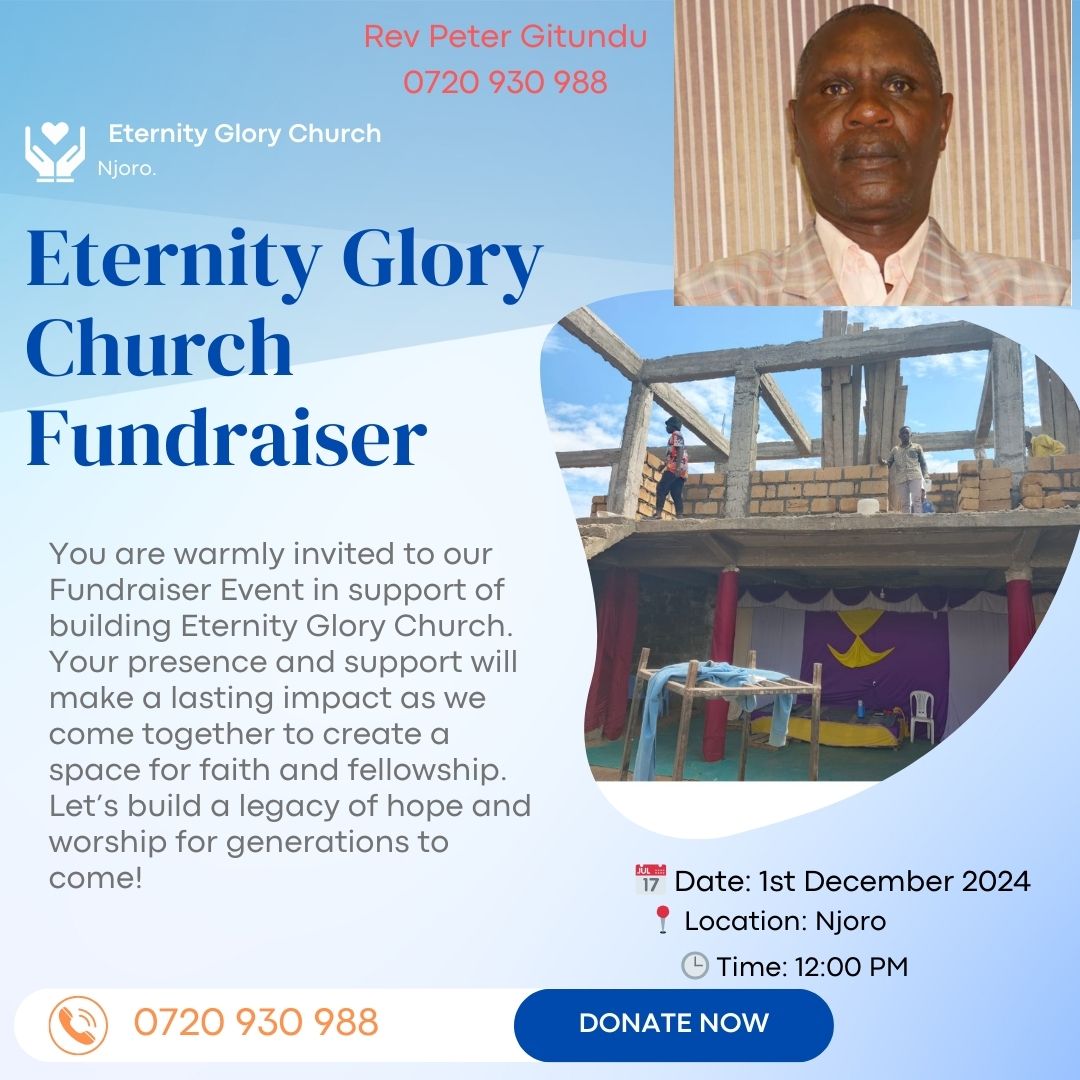 Rev Peter Gitundu
0720 930 988
Eternity Glory Church
Njoro.
Eternity Glory
Church
Fundraiser
You are warmly invited to our
Fundraiser Event in support of
building Eternity Glory Church.
Your presence and support will
make a lasting impact as we
come together to create a
space for faith and fellowship.
Let’s build a legacy of hope and
worship for generations to
come!
JUL
17
Date: 1st December 2024
Location: Njoro
Time: 12:00 PM
0720 930 988
DONATE NOW